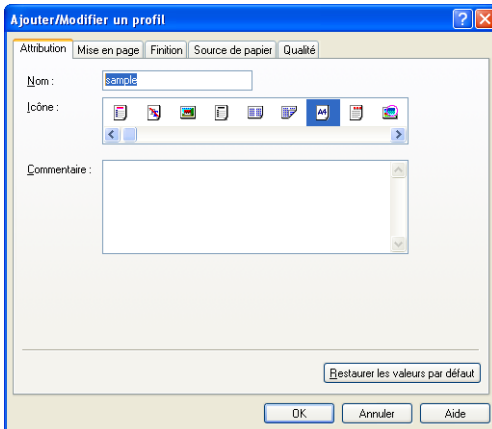 Ajouter/Modifier un profil
Attribution Mise en page Finition Source de papier Qualité
Nom : sample
Icône :
A4
Commentaire :
Restaurer les valeurs par défaut
OK Annuler Aide